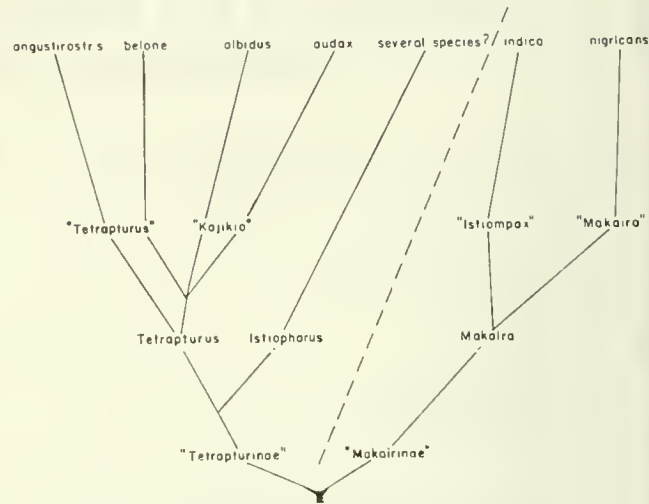 angustirostris belone albidus audax several species? indica nigricans
"Tetrapturus" "Kajikia" "Istiompax" "Makaira"
Tetrapturus Istiophorus Makaira
"Tetrapturinae" "Makairinae"